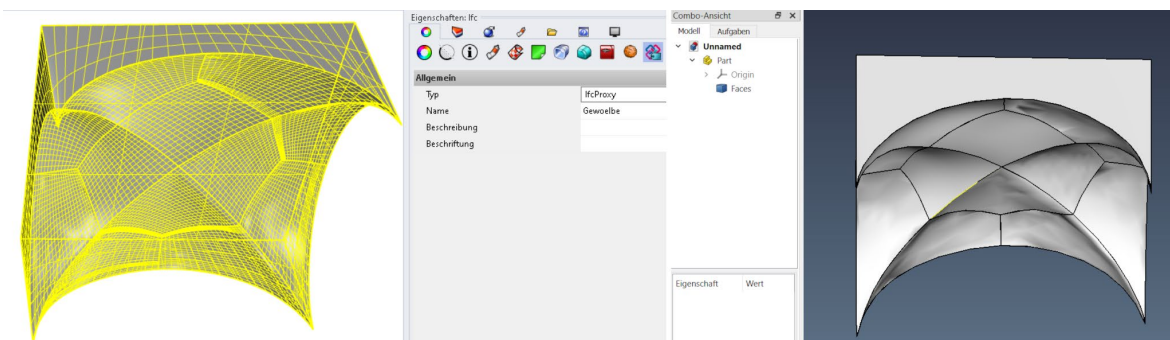 Eigenschaften: Ifc
Allgemein
Typ IfcProxy
Name Gewoelbe
Beschreibung
Beschriftung
Combo-Ansicht
Modell Aufgaben
Unnamed
Part
Origin
Faces
Eigenschaft Wert